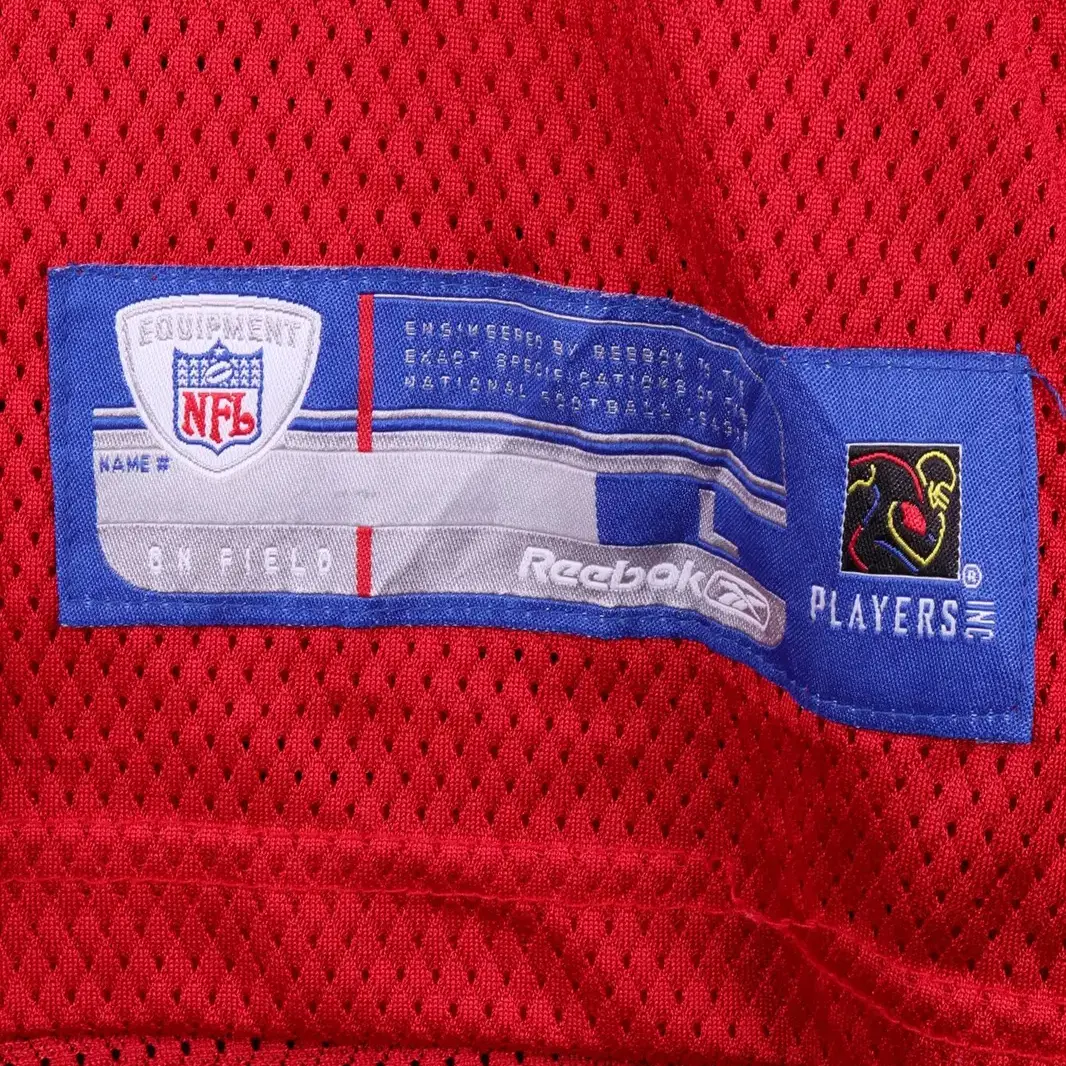 EQUIPMENT
NFL
ENGINEERED BY REEBOK TO THE
EXACT SPECIFICATIONS OF THE
NATIONAL FOOTBALL LEAGUE
NAME #
L
ON FIELD
Reebok
PLAYERS INC®